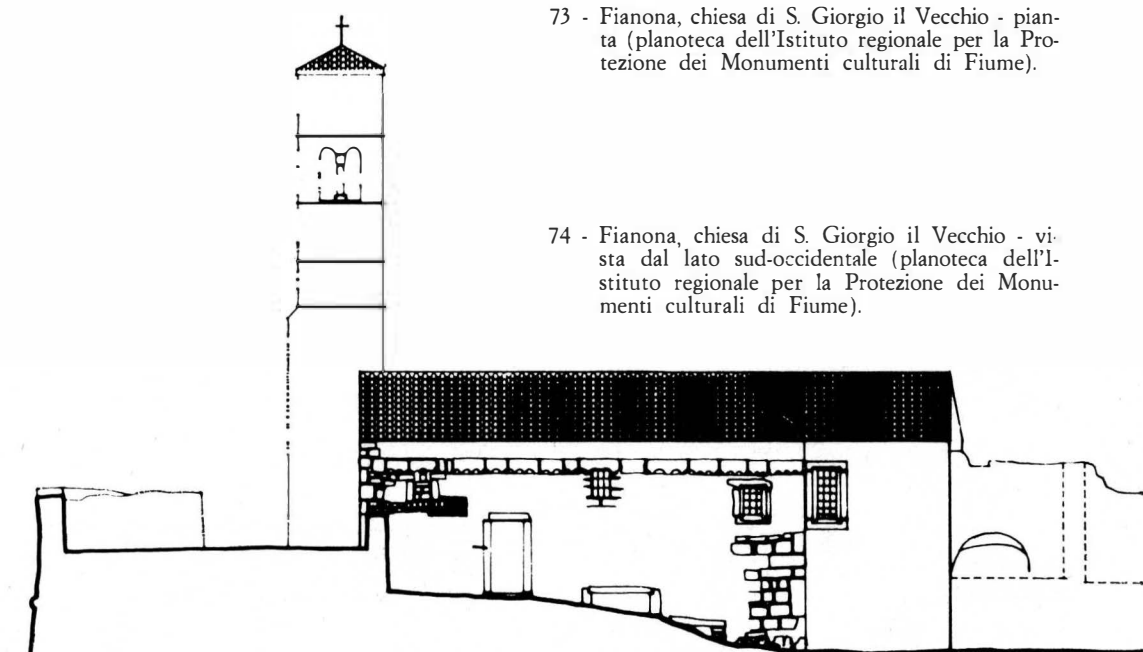 73 - Fianona, chiesa di S. Giorgio il Vecchio - pian-
ta (planoteca dell'Istituto regionale per la Pro-
tezione dei Monumenti culturali di Fiume).
74 - Fianona, chiesa di S. Giorgio il Vecchio - vi-
sta dal lato sud-occidentale (planoteca dell'I-
stituto regionale per la Protezione dei Monu-
menti culturali di Fiume).